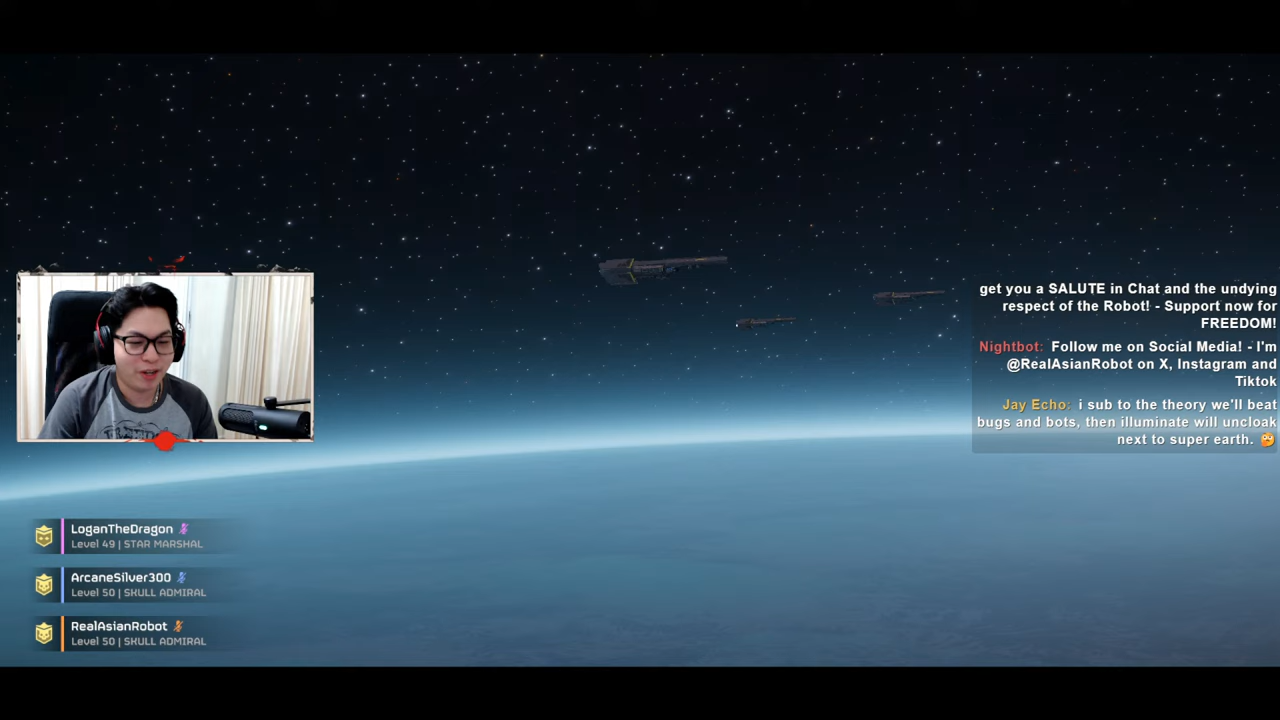 get you a SALUTE in Chat and the undying
respect of the Robot! - Support now for
FREEDOM!
Nightbot: Follow me on Social Media! - I'm
@RealAsianRobot on X, Instagram and
Tiktok
Jay Echo: i sub to the theory we'll beat
bugs and bots, then illuminate will uncloak
next to super earth. 🤔
LoganTheDragon
Level 49 | STAR MARSHAL
ArcaneSilver300
Level 50 | SKULL ADMIRAL
RealAsianRobot
Level 50 | SKULL ADMIRAL